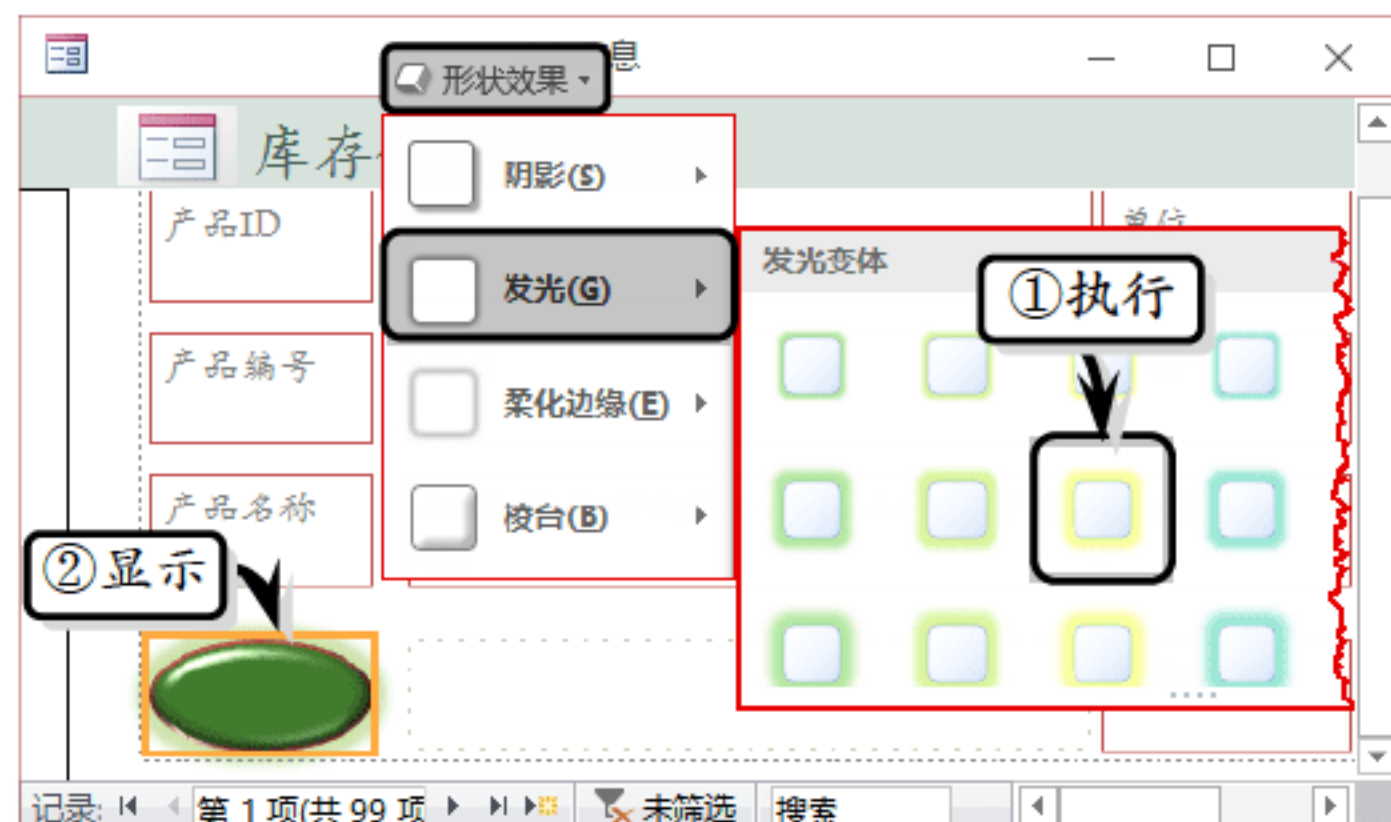 形状效果
息
库存
阴影(S)
产品ID
单位
发光变体
①执行
发光(G)
产品编号
柔化边缘(E)
产品名称
棱台(B)
②显示
记录:
第 1 项(共 99 项
未筛选
搜索